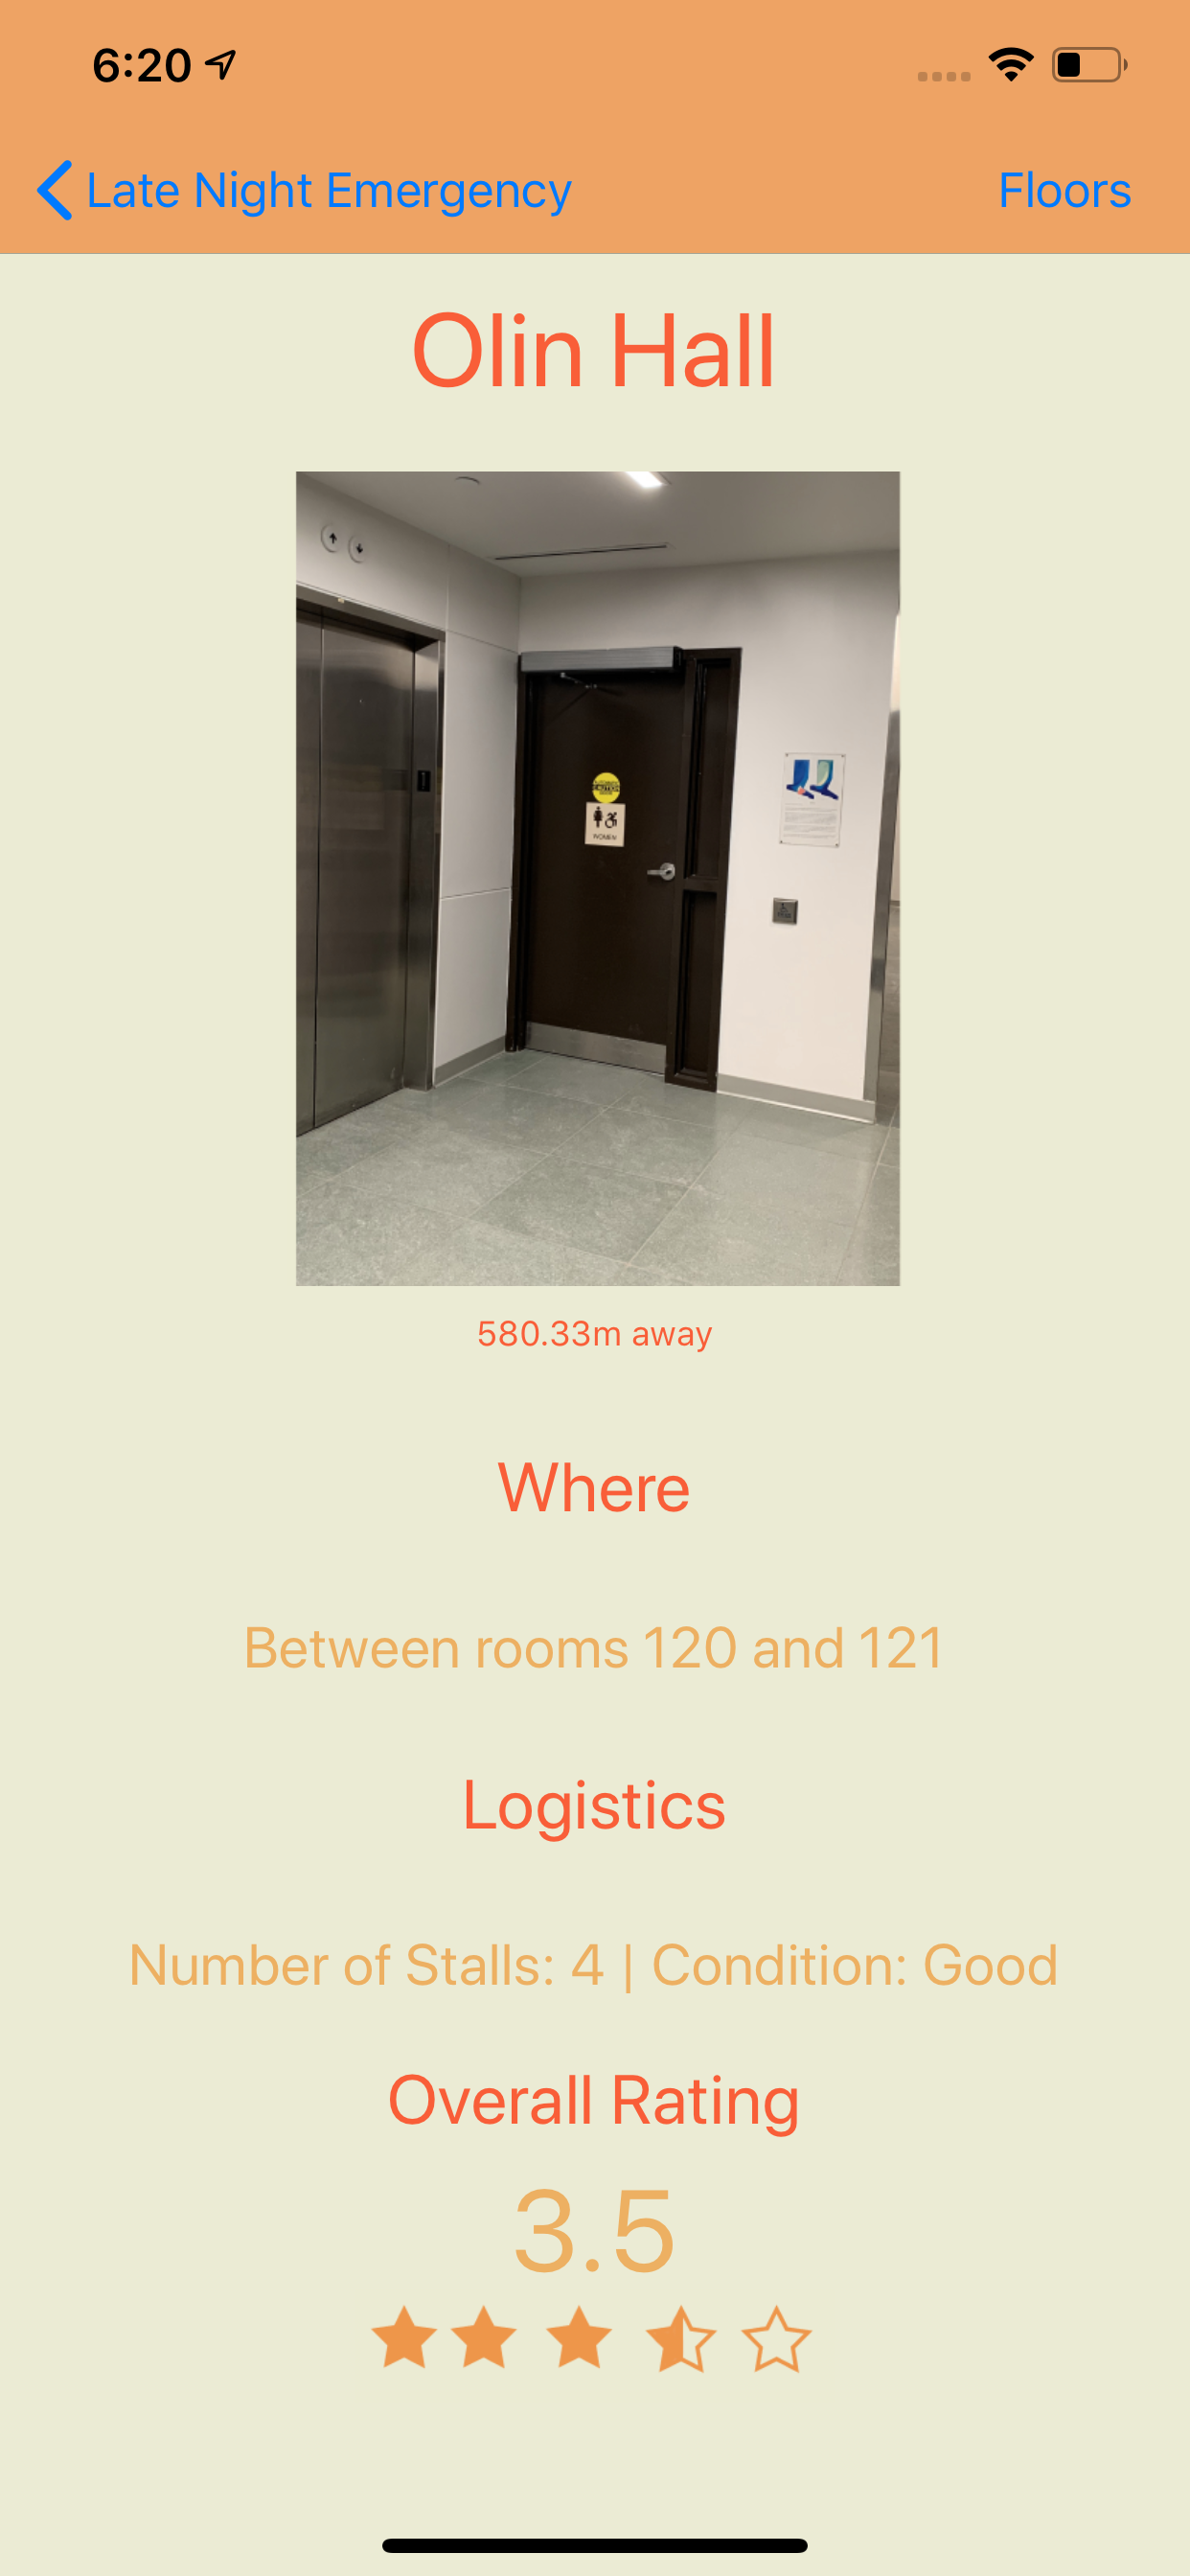 6:20
Late Night Emergency
Floors
Olin Hall
CAUTION
WOMEN
580.33m away
Where
Between rooms 120 and 121
Logistics
Number of Stalls: 4 | Condition: Good
Overall Rating
3.5